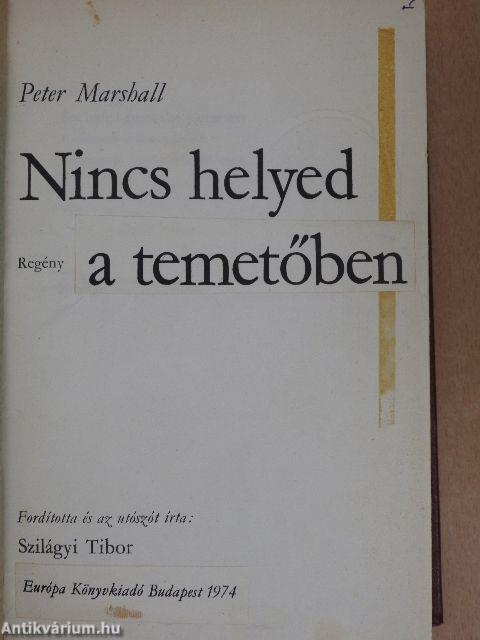 Peter Marshall
Nincs helyed
Regény a temetőben
Fordította és az utószót írta:
Szilágyi Tibor
Európa Könyvkiadó Budapest 1974
Antikvárium.hu